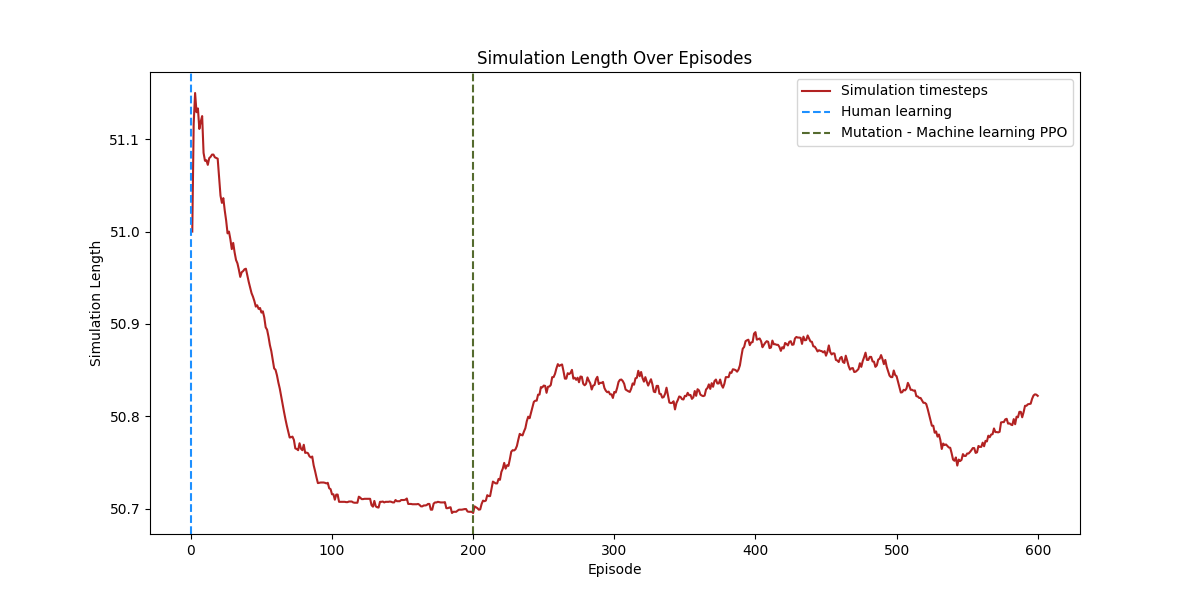 Simulation Length Over Episodes
Simulation timesteps
Human learning
Mutation - Machine learning PPO
Simulation Length
51.1
51.0
50.9
50.8
50.7
0 100 200 300 400 500 600
Episode